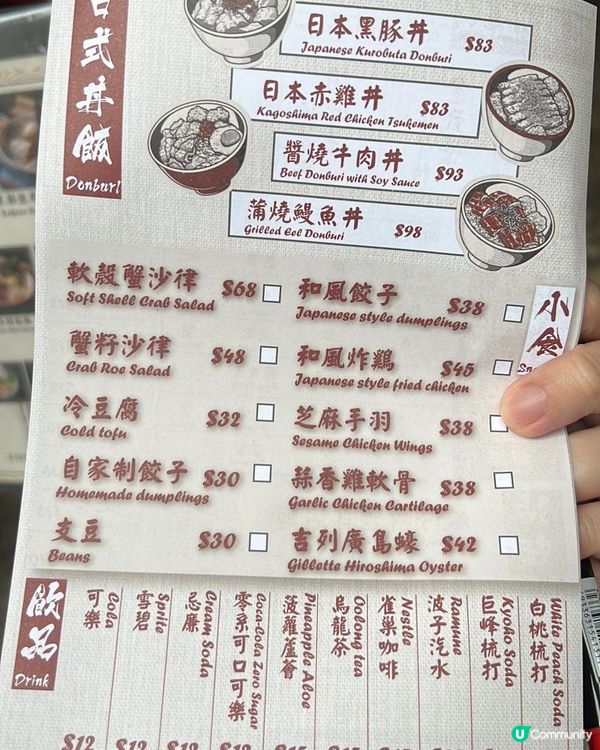 日式丼飯
Donburi
日本黑豚丼 $83
Japanese Kurobuta Donburi
日本赤雞丼 $83
Kagoshima Red Chicken Tsukemen
醬燒牛肉丼 $93
Beef Donburi with Soy Sauce
蒲燒鰻魚丼 $98
Grilled Eel Donburi
小食
Sn
軟殼蟹沙律 $68
Soft Shell Crab Salad
蟹籽沙律 $48
Crab Roe Salad
冷豆腐 $32
Cold tofu
自家制餃子 $30
Homemade dumplings
支豆 $30
Beans
和風餃子 $38
Japanese style dumplings
和風炸鷄 $45
Japanese style fried chicken
芝麻手羽 $38
Sesame Chicken Wings
蒜香雞軟骨 $38
Garlic Chicken Cartilage
吉列廣島蠔 $42
Gillette Hiroshima Oyster
飲品
Drink
Cola
可樂
$12
Sprite
雪碧
$12
Cream Soda
忌廉
$12
Coca-Cola Zero Sugar
零系可口可樂
$12
Pineapple Aloe
菠蘿蘆薈
Oolong tea
烏龍茶
Nestle
雀巢咖啡
Ramune
波子汽水
Kyoho Soda
巨峰梳打
White Peach Soda
白桃梳打
U Community